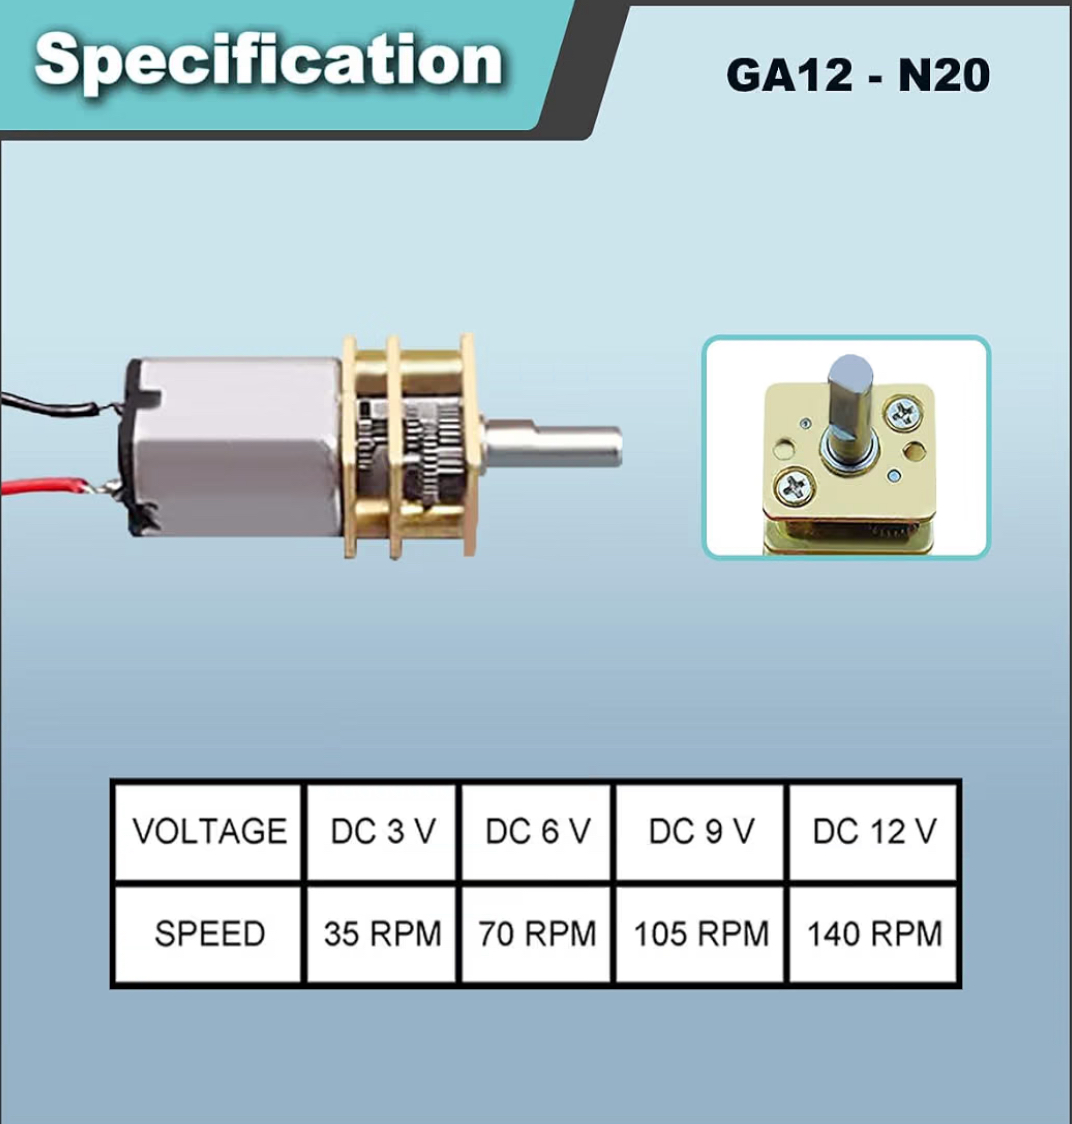 Specification
GA12 - N20
VOLTAGE DC 3 V DC 6 V DC 9 V DC 12 V
SPEED 35 RPM 70 RPM 105 RPM 140 RPM